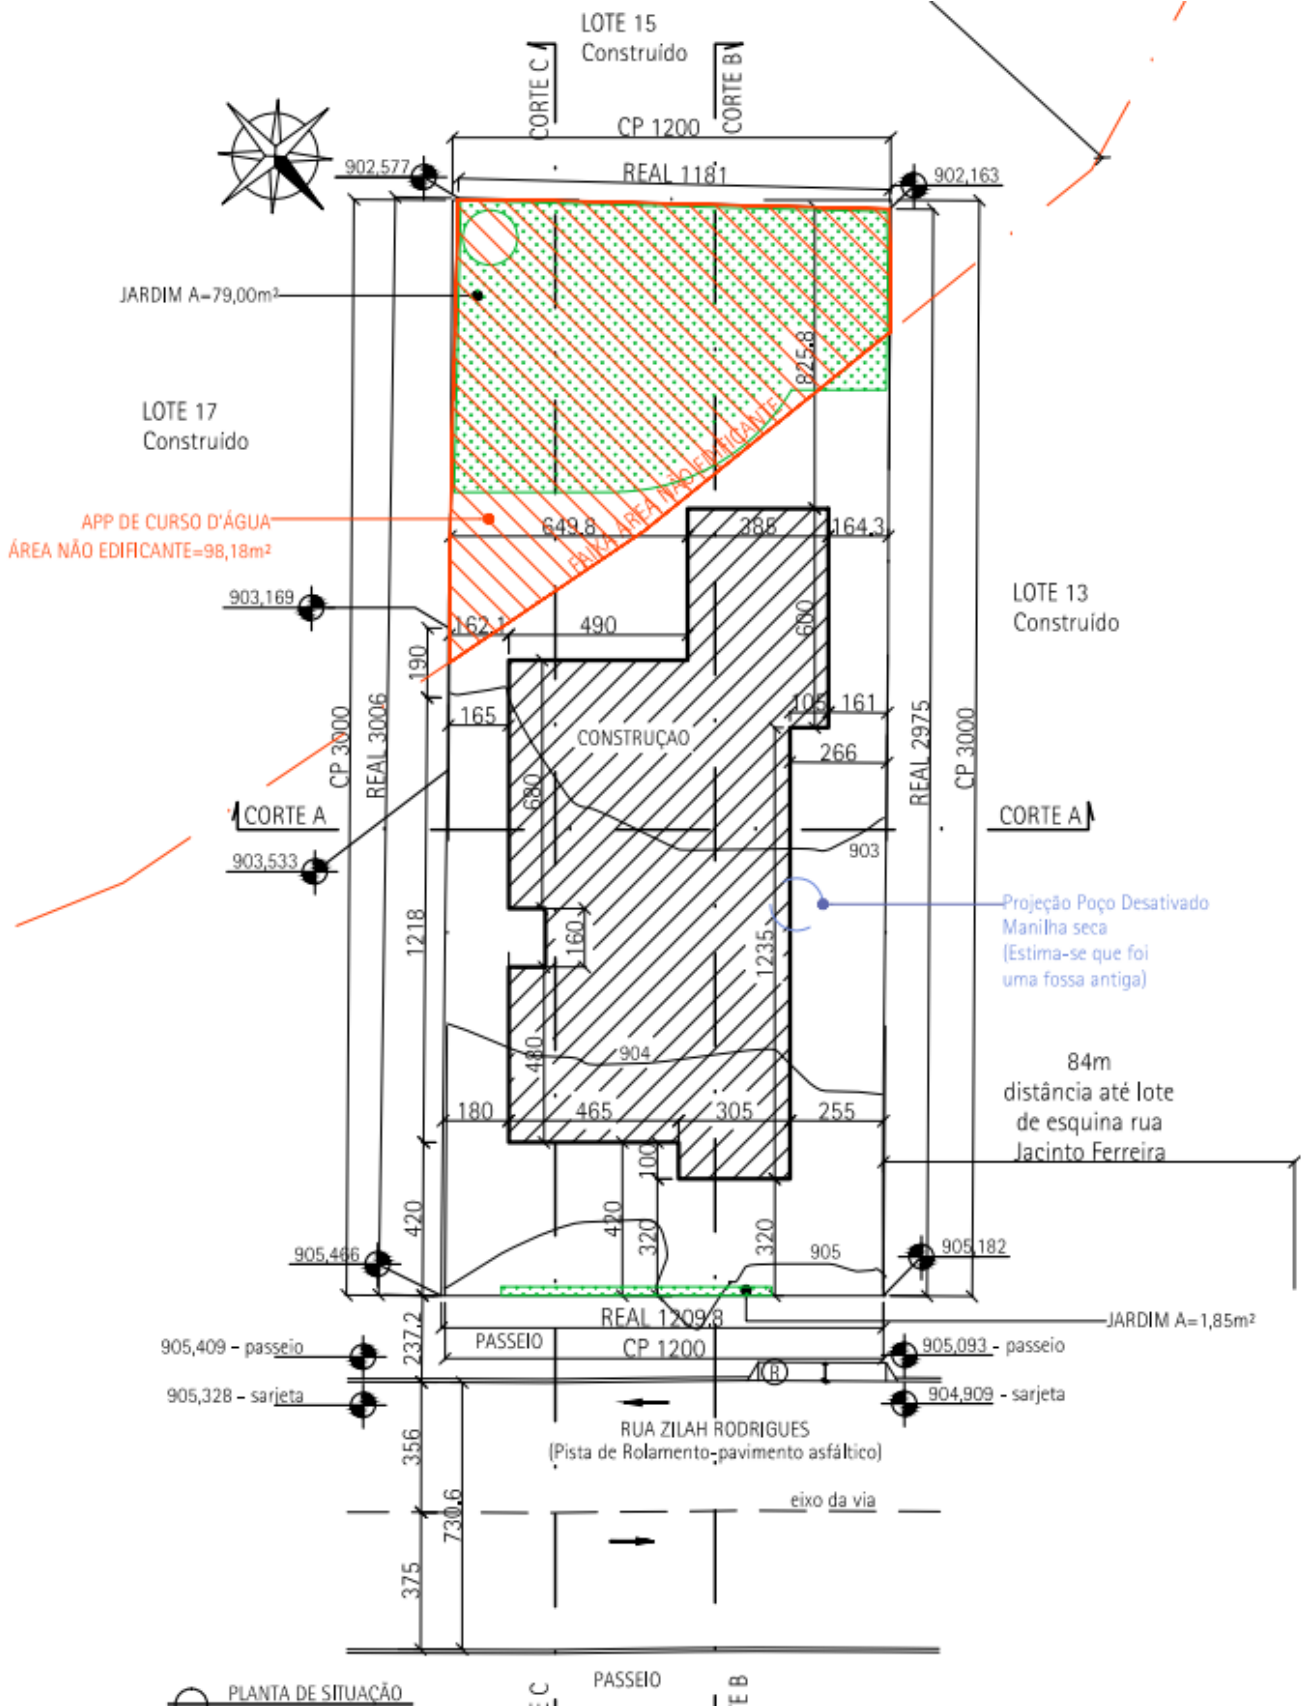 LOTE 15
Construído
CORTE C
CORTE B
CP 1200
REAL 1181
902,577
902,163
JARDIM A=79,00m²
825.8
LOTE 17
Construído
FAIXA ÁREA NÃO EDIFICANTE
APP DE CURSO D'ÁGUA
ÁREA NÃO EDIFICANTE=98,18m²
649.8
385
164.3
903,169
LOTE 13
Construído
162.1
490
600
190
105
161
165
CONSTRUÇÃO
266
CP 3000
REAL 3006
REAL 2975
CP 3000
680
CORTE A
CORTE A
903
903,533
Projeção Poço Desativado
Manilha seca
(Estima-se que foi
uma fossa antiga)
1218
160
1235
904
480
84m
distância até lote
de esquina rua
Jacinto Ferreira
180
465
305
255
100
420
420
320
320
905,466
905
905,182
REAL 1209.8
JARDIM A=1,85m²
237.2
PASSEIO
CP 1200
905,409 - passeio
905,093 - passeio
R
905,328 - sarjeta
904,909 - sarjeta
RUA ZILAH RODRIGUES
(Pista de Rolamento-pavimento asfáltico)
356
730.6
eixo da via
375
PASSEIO
PLANTA DE SITUAÇÃO
TE C
TE B